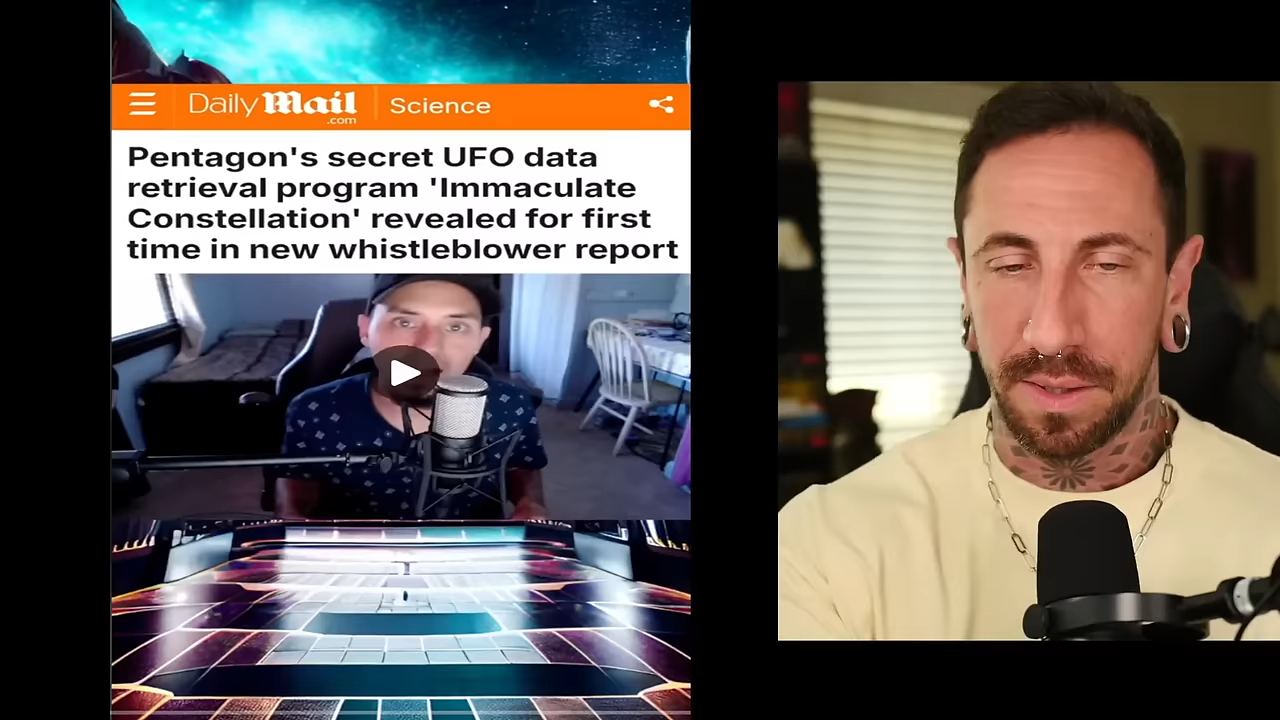 Daily Mail .com Science
Pentagon's secret UFO data
retrieval program 'Immaculate
Constellation' revealed for first
time in new whistleblower report